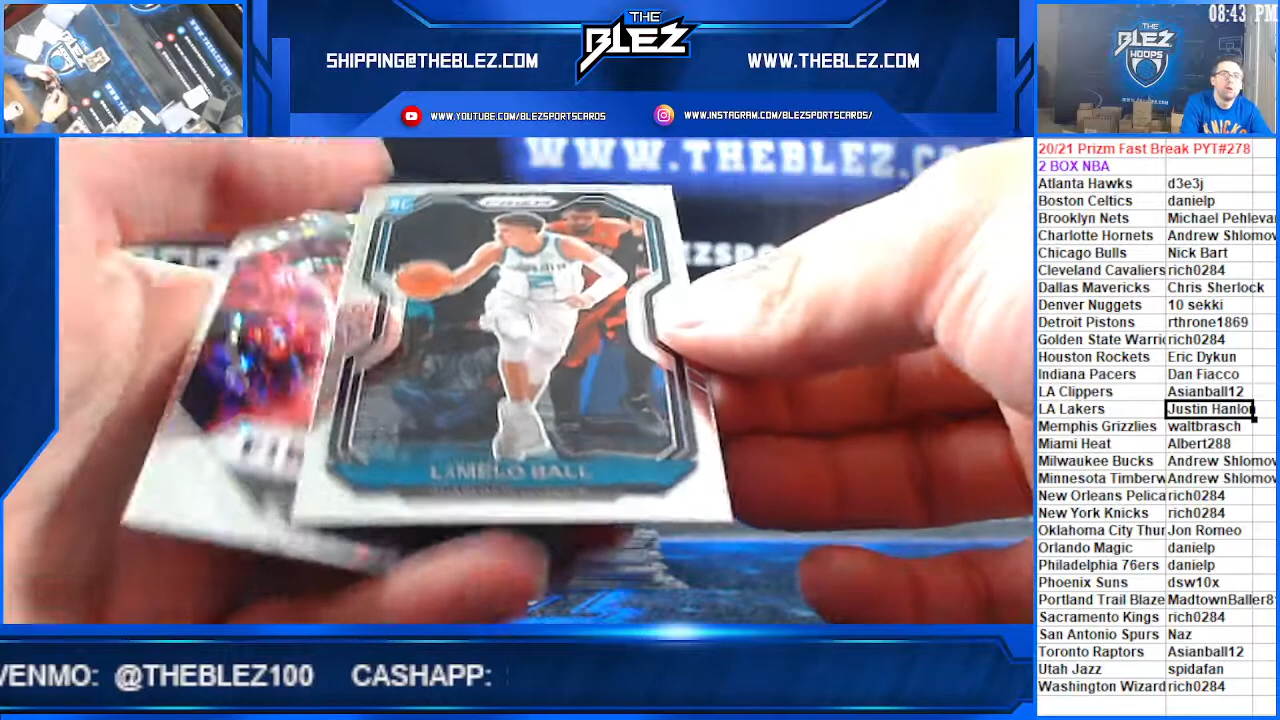 08:43 PM
THE
BLEZ
SHIPPING@THEBLEZ.COM
WWW.THEBLEZ.COM
WWW.YOUTUBE.COM/BLEZSPORTSCARDS
WWW.INSTAGRAM.COM/BLEZSPORTSCARDS/
THE
BLEZ
HOOPS
WWW.THEBLEZ.CO
RC
PRIZM
LAMELO BALL
20/21 Prizm Fast Break PYT#278
2 BOX NBA
Atlanta Hawks d3e3j
Boston Celtics danielp
Brooklyn Nets Michael Pehleva
Charlotte Hornets Andrew Shlomov
Chicago Bulls Nick Bart
Cleveland Cavaliers rich0284
Dallas Mavericks Chris Sherlock
Denver Nuggets 10 sekki
Detroit Pistons rthrone1869
Golden State Warri rich0284
Houston Rockets Eric Dykun
Indiana Pacers Dan Fiacco
LA Clippers Asianball12
LA Lakers Justin Hanlon
Memphis Grizzlies waltbrasch
Miami Heat Albert288
Milwaukee Bucks Andrew Shlomov
Minnesota Timberw Andrew Shlomov
New Orleans Pelica rich0284
New York Knicks rich0284
Oklahoma City Thu Jon Romeo
Orlando Magic danielp
Philadelphia 76ers danielp
Phoenix Suns dsw10x
Portland Trail Blaze MadtownBaller8
Sacramento Kings rich0284
San Antonio Spurs Naz
Toronto Raptors Asianball12
Utah Jazz spidafan
Washington Wizard rich0284
VENMO: @THEBLEZ100 CASHAPP: